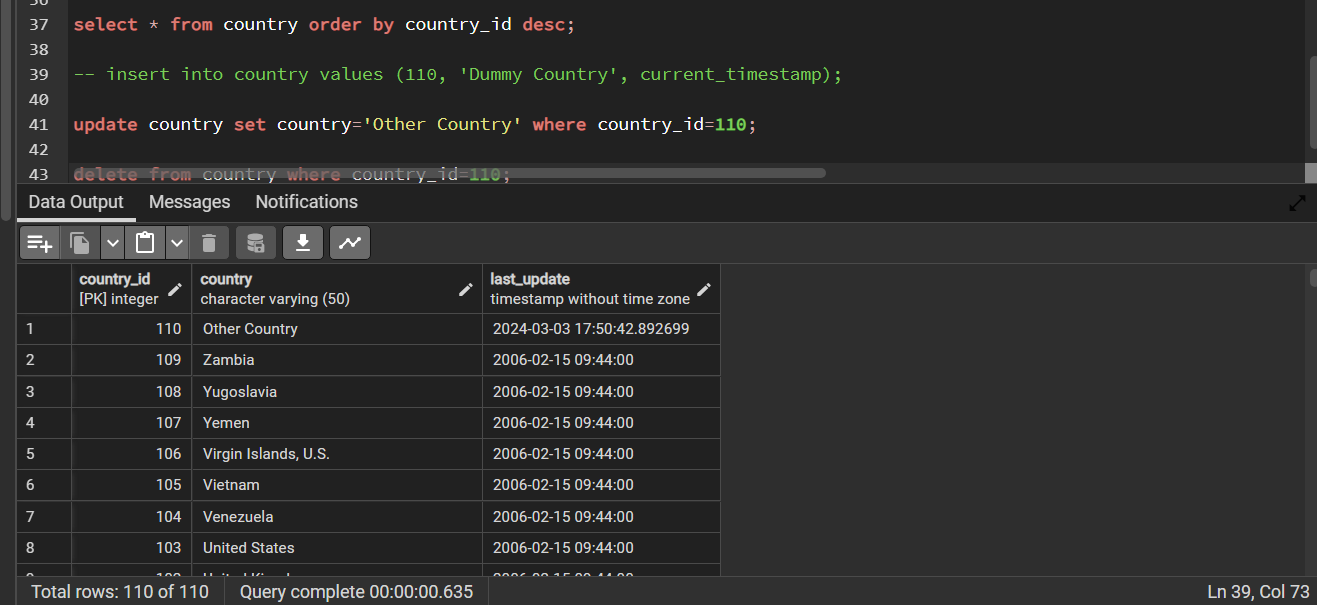 36
37 select * from country order by country_id desc;
38
39 -- insert into country values (110, 'Dummy Country', current_timestamp);
40
41 update country set country='Other Country' where country_id=110;
42
43 delete from country where country_id=110;
Data Output Messages Notifications
country_id country last_update
[PK] integer character varying (50) timestamp without time zone
1 110 Other Country 2024-03-03 17:50:42.892699
2 109 Zambia 2006-02-15 09:44:00
3 108 Yugoslavia 2006-02-15 09:44:00
4 107 Yemen 2006-02-15 09:44:00
5 106 Virgin Islands, U.S. 2006-02-15 09:44:00
6 105 Vietnam 2006-02-15 09:44:00
7 104 Venezuela 2006-02-15 09:44:00
8 103 United States 2006-02-15 09:44:00
Total rows: 110 of 110 Query complete 00:00:00.635 Ln 39, Col 73